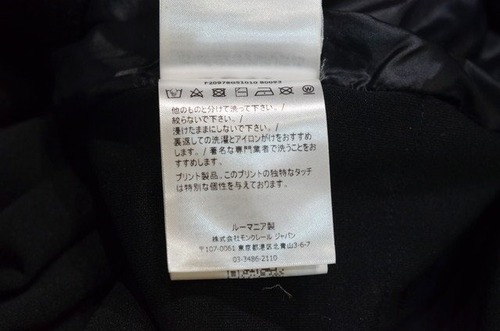 他のものと分けて洗って下さい。/
絞らないで下さい。/
浸けたままにしないで下さい。/
裏返しての洗濯とアイロンがけをおすすめ
します。/ 著名な専門業者で洗うことをお
すすめします。
プリント製品。このプリントの独特なタッチ
は特別な個性を与えております。
ルーマニア製
株式会社モンクレール ジャパン
〒107-0061 東京都港区北青山3-6-7
03-3486-2110